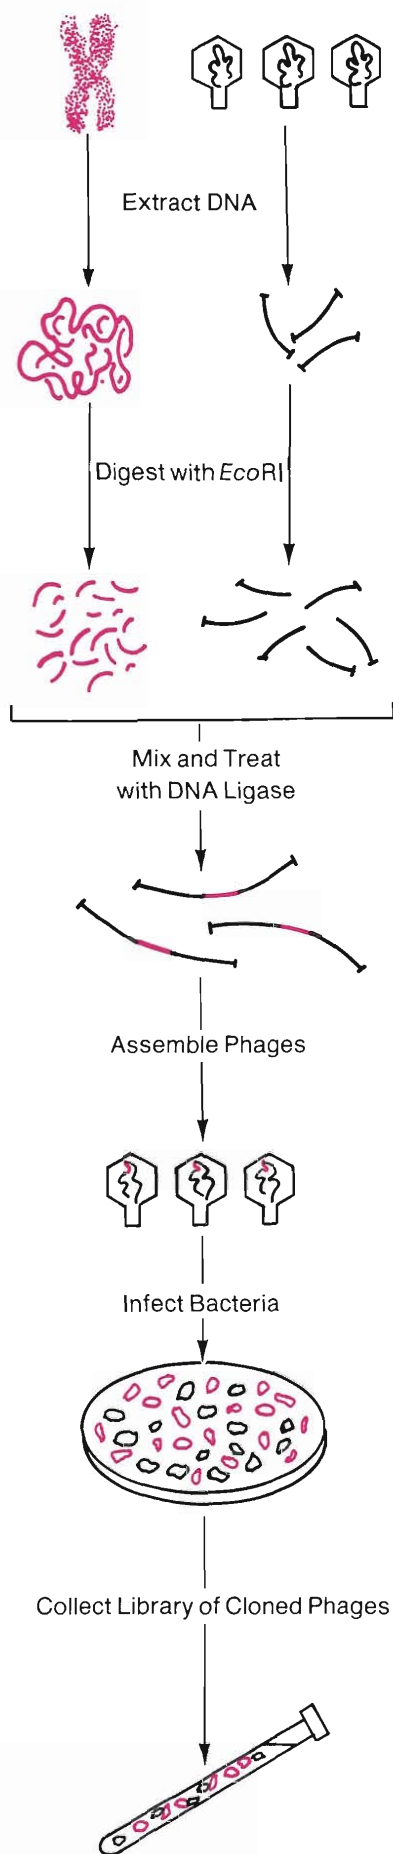 Extract DNA
Digest with EcoRI
Mix and Treat
with DNA Ligase
Assemble Phages
Infect Bacteria
Collect Library of Cloned Phages